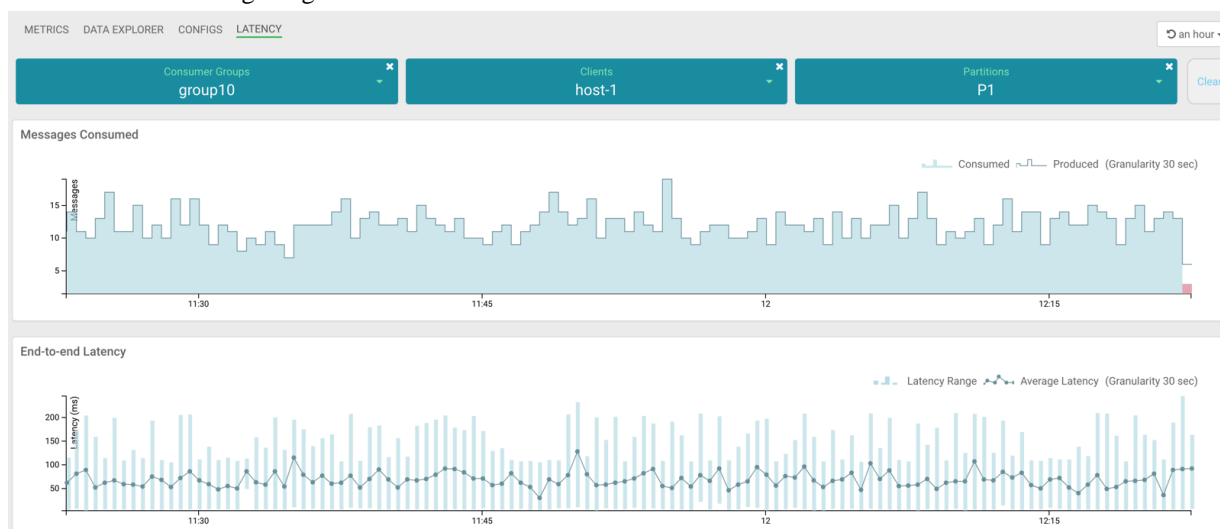 METRICS DATA EXPLORER CONFIGS LATENCY
an hour
Consumer Groups
group10
Clients
host-1
Partitions
P1
Clear
Messages Consumed
Consumed Produced (Granularity 30 sec)
Messages
15
10
5
11:30 11:45 12 12:15
End-to-end Latency
Latency Range Average Latency (Granularity 30 sec)
Latency (ms)
200
150
100
50
11:30 11:45 12 12:15